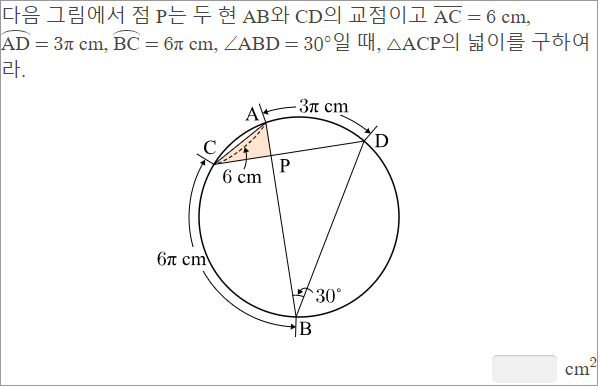 다음 그림에서 점 P는 두 현 AB와 CD의 교점이고 AC = 6 cm,
AD = 3π cm, BC = 6π cm, ∠ABD = 30°일 때, △ACP의 넓이를 구하여
라.
A
3π cm
C
D
P
6 cm
6π cm
30°
B
cm²